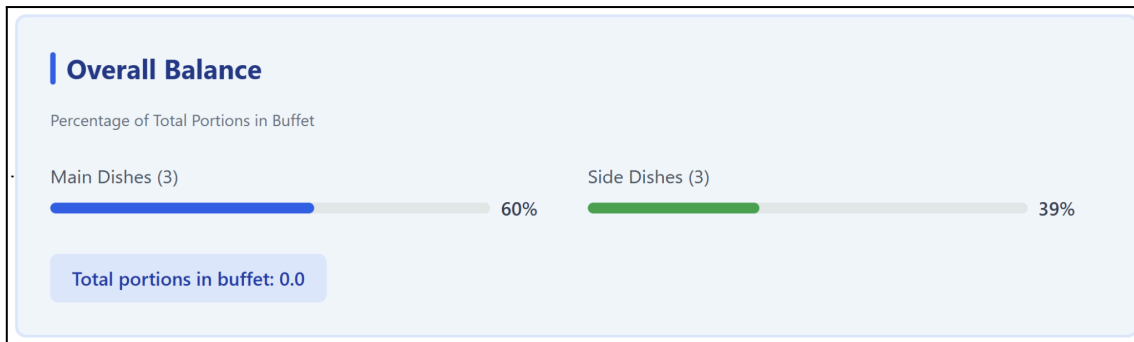 Overall Balance
Percentage of Total Portions in Buffet
Main Dishes (3)
60%
Side Dishes (3)
39%
Total portions in buffet: 0.0